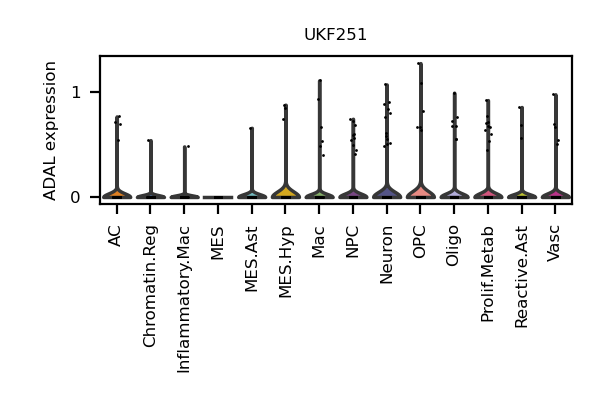 UKF251
ADAL expression
1
0
AC
Chromatin.Reg
Inflammatory.Mac
MES
MES.Ast
MES.Hyp
Mac
NPC
Neuron
OPC
Oligo
Prolif.Metab
Reactive.Ast
Vasc